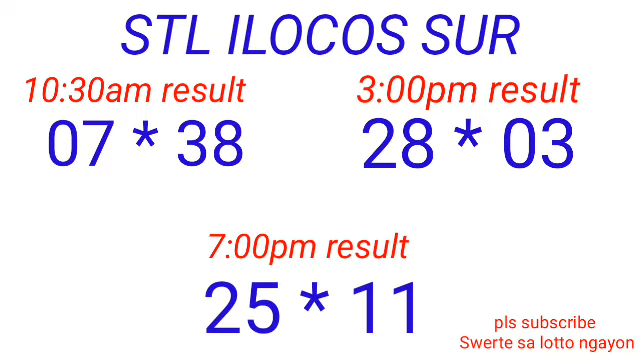 STL ILOCOS SUR
10:30am result
07 * 38
3:00pm result
28 * 03
7:00pm result
25 * 11
pls subscribe
Swerte sa lotto ngayon